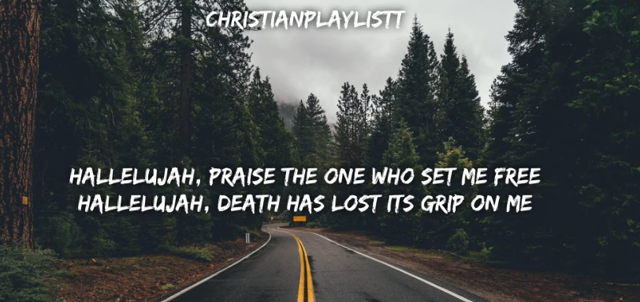 CHRISTIANPLAYLISTT
HALLELUJAH, PRAISE THE ONE WHO SET ME FREE
HALLELUJAH, DEATH HAS LOST ITS GRIP ON ME